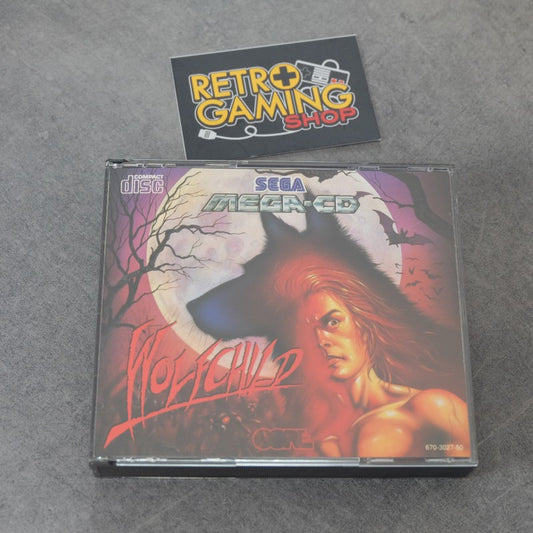 RETRO
GAMING
SHOP
COMPACT
disc
SEGA
MEGA-CD
WOLFCHILD
CORE
670-3027-50